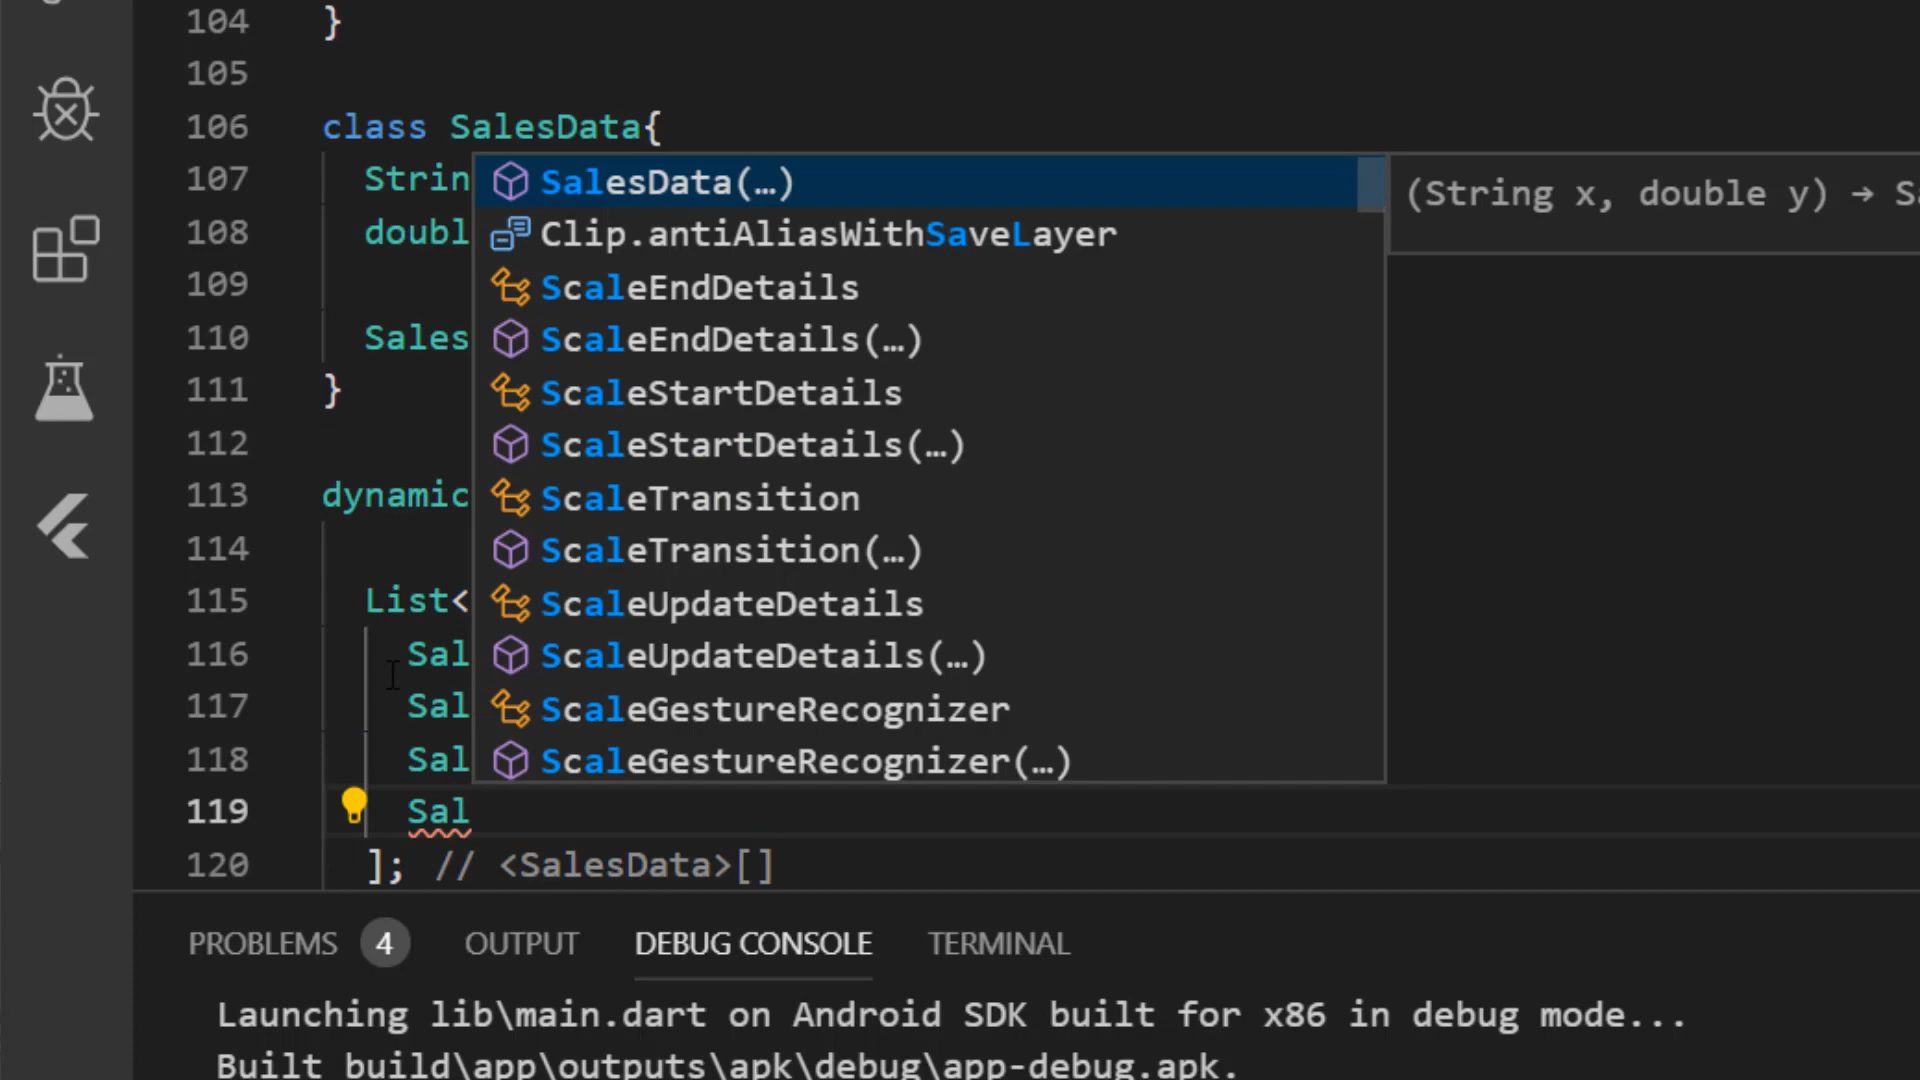 104 }
105
106 class SalesData{
107 Strin
108 doubl
109
110 Sales
111 }
112
113 dynamic
114
115 List<
116 Sal
117 Sal
118 Sal
119 Sal
120 ]; // <SalesData>[]
SalesData(…)
Clip.antiAliasWithSaveLayer
ScaleEndDetails
ScaleEndDetails(…)
ScaleStartDetails
ScaleStartDetails(…)
ScaleTransition
ScaleTransition(…)
ScaleUpdateDetails
ScaleUpdateDetails(…)
ScaleGestureRecognizer
ScaleGestureRecognizer(…)
(String x, double y) → Sa
PROBLEMS 4 OUTPUT DEBUG CONSOLE TERMINAL
Launching lib\main.dart on Android SDK built for x86 in debug mode...
Built build\app\outputs\apk\debug\app-debug.apk.